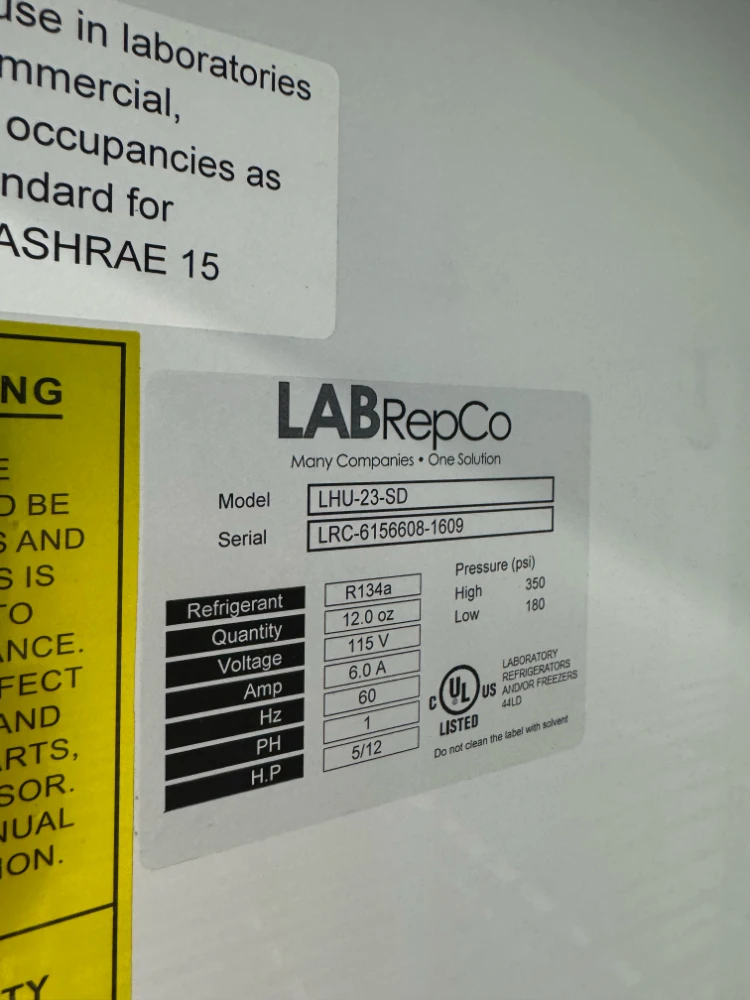 use in laboratories
mmercial,
occupancies as
ndard for
ASHRAE 15
NG
E
D BE
S AND
S IS
TO
NCE.
FECT
AND
RTS,
SOR.
NUAL
ION.
TY
LABRepCo
Many Companies • One Solution
Model LHU-23-SD
Serial LRC-6156608-1609
Refrigerant R134a
Quantity 12.0 oz
Voltage 115 V
Amp 6.0 A
Hz 60
PH 1
H.P 5/12
Pressure (psi)
High 350
Low 180
C UL US
LISTED
LABORATORY
REFRIGERATORS
AND/OR FREEZERS
44LD
Do not clean the label with solvent